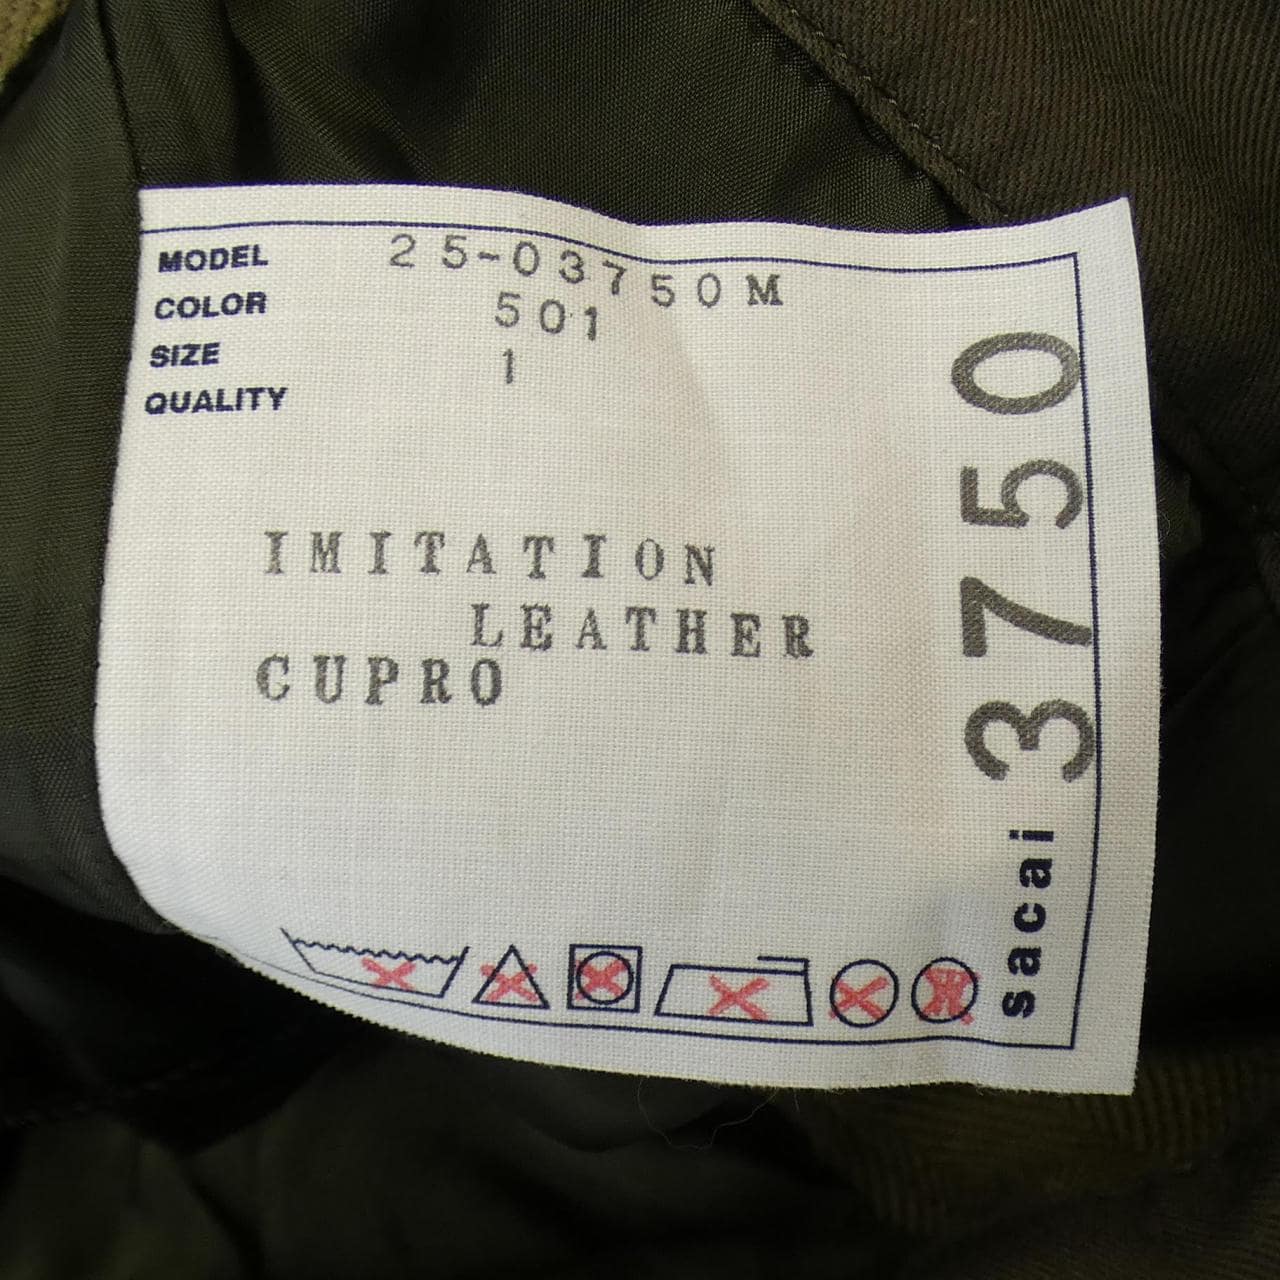 MODEL 25-03750M
COLOR 501
SIZE 1
QUALITY
IMITATION
LEATHER
CUPRO
sacai 3750